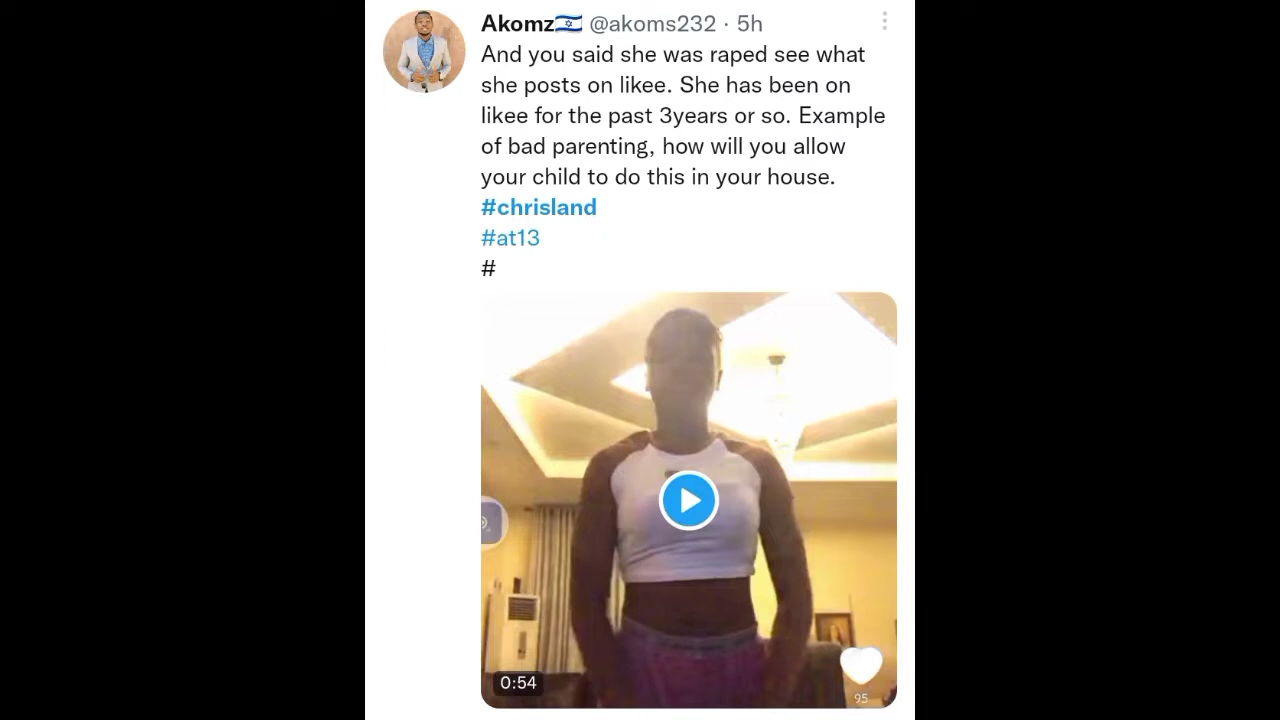 Akomz @akoms232 · 5h
And you said she was raped see what
she posts on likee. She has been on
likee for the past 3years or so. Example
of bad parenting, how will you allow
your child to do this in your house.
#chrisland
#at13
#
0:54
95